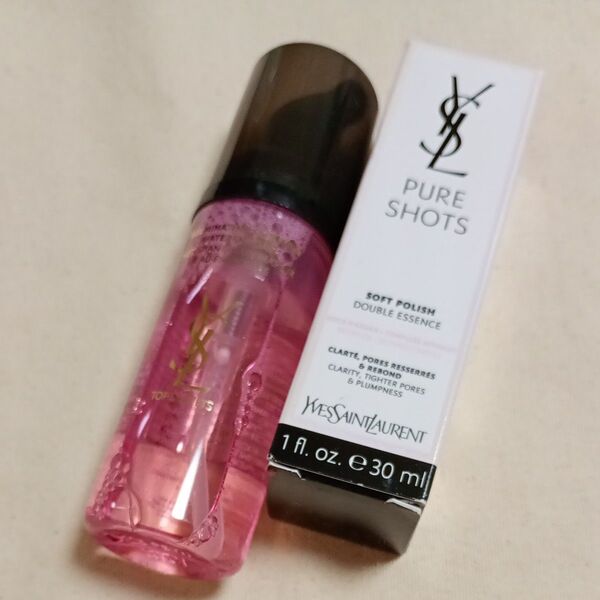 YSL
PURE
SHOTS
SOFT POLISH
DOUBLE ESSENCE
CLARTÉ, PORES RESSERRÉS
& REBOND
CLARITY, TIGHTER PORES
& PLUMPNESS
YVESSAINTLAURENT
1 fl. oz. e 30 ml
YSL